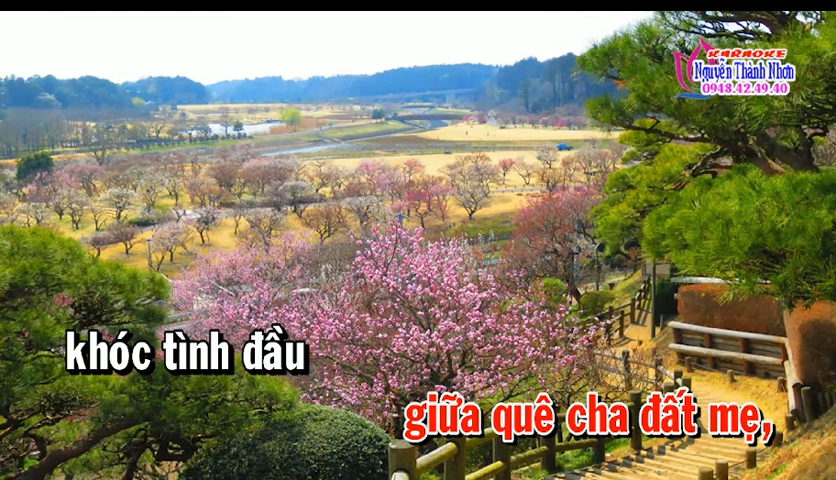 KARAOKE
Nguyễn Thành Nhơn
0948.42.49.40
khóc tình đầu
giữa quê cha đất mẹ,